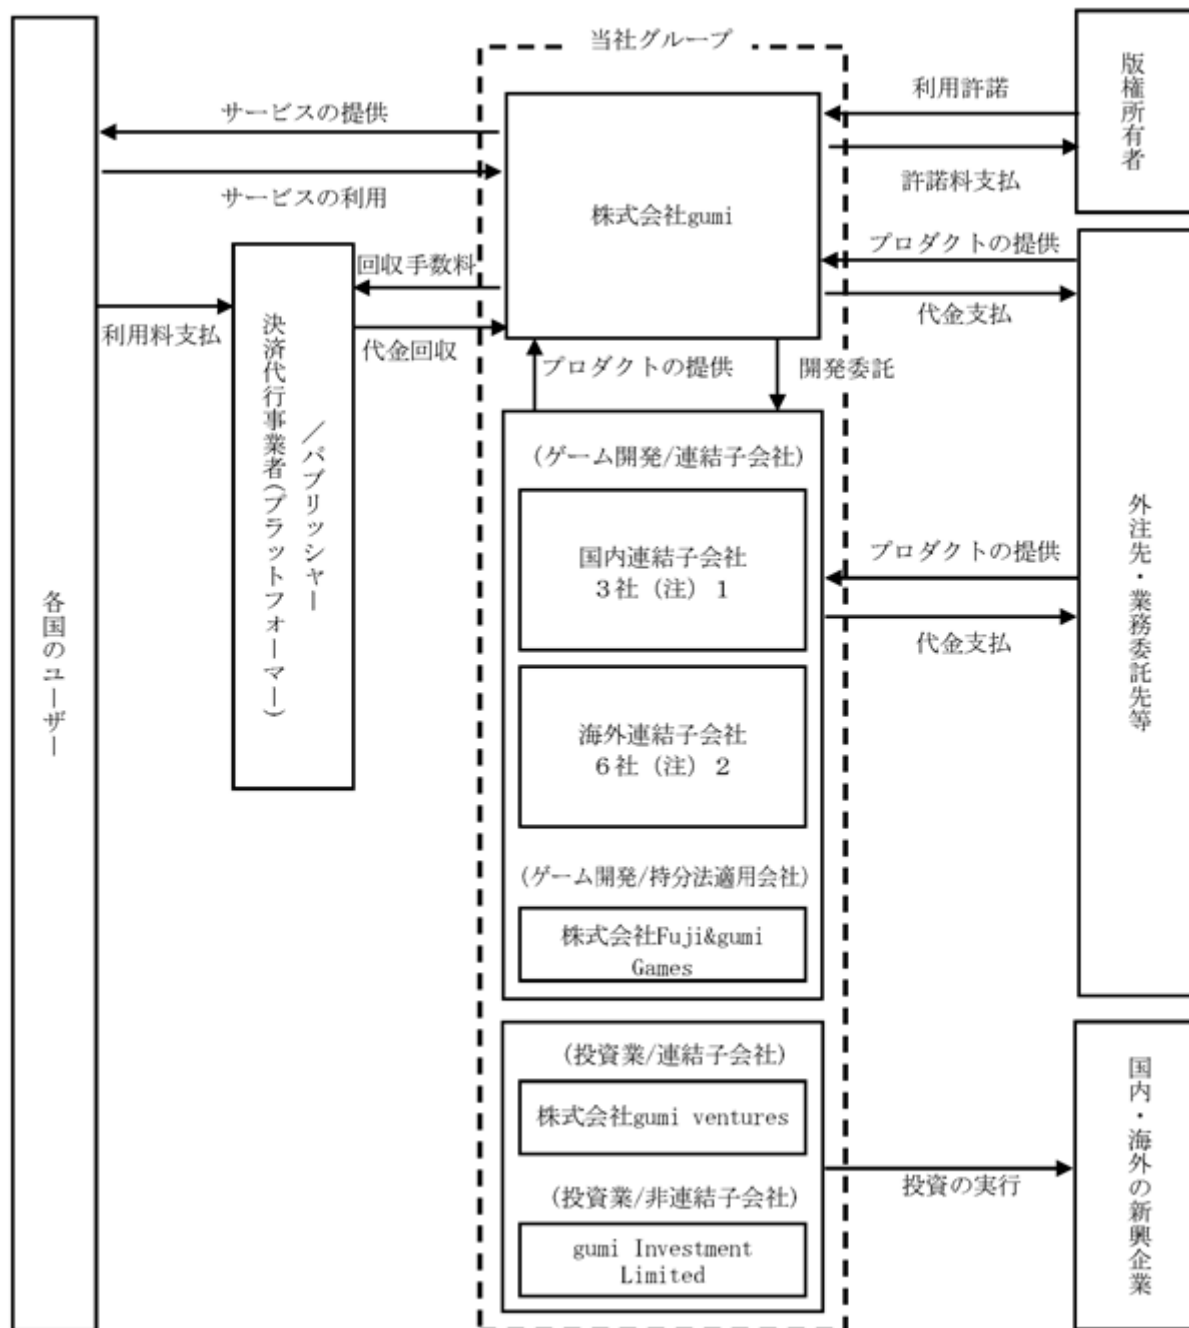 当社グループ
版権所有者
利用許諾
許諾料支払
サービスの提供
サービスの利用
株式会社gumi
プロダクトの提供
代金支払
回収手数料
代金回収
利用料支払
決済代行事業者(プラットフォーマー)
／パブリッシャー
プロダクトの提供
開発委託
(ゲーム開発/連結子会社)
国内連結子会社
３社（注）１
海外連結子会社
６社（注）２
プロダクトの提供
代金支払
外注先・業務委託先等
各国のユーザー
(ゲーム開発/持分法適用会社)
株式会社Fuji&gumi
Games
(投資業/連結子会社)
株式会社gumi ventures
(投資業/非連結子会社)
gumi Investment
Limited
投資の実行
国内・海外の新興企業